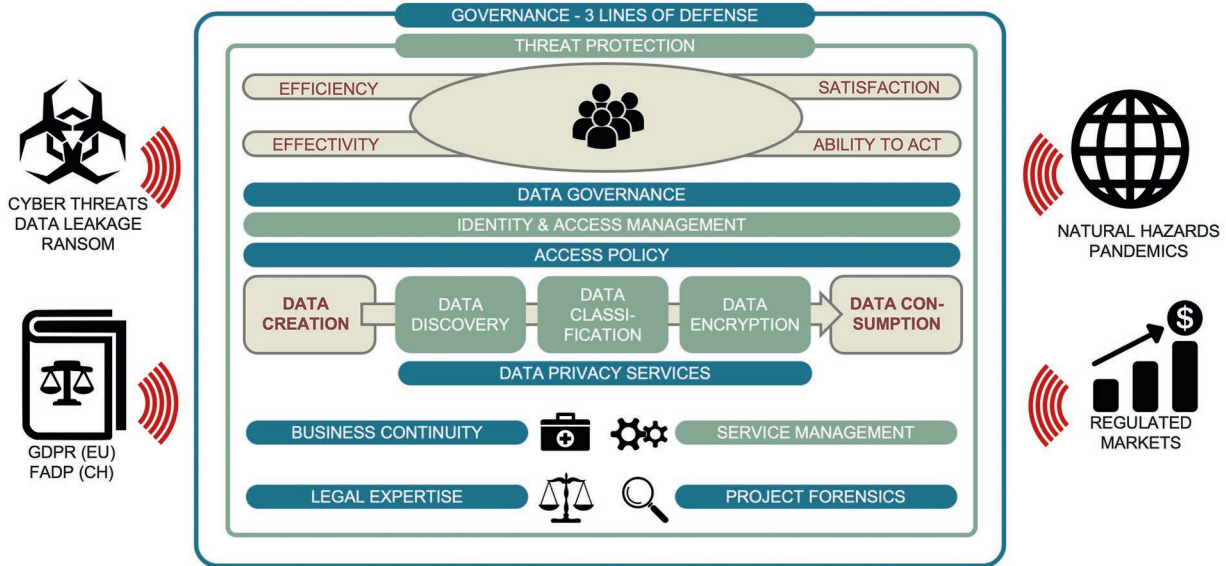 GOVERNANCE - 3 LINES OF DEFENSE
THREAT PROTECTION
EFFICIENCY
SATISFACTION
EFFECTIVITY
ABILITY TO ACT
CYBER THREATS
DATA LEAKAGE
RANSOM
NATURAL HAZARDS
PANDEMICS
DATA GOVERNANCE
IDENTITY & ACCESS MANAGEMENT
ACCESS POLICY
DATA
CREATION
DATA
DISCOVERY
DATA
CLASSI-
FICATION
DATA
ENCRYPTION
DATA CON-
SUMPTION
DATA PRIVACY SERVICES
GDPR (EU)
FADP (CH)
$
REGULATED
MARKETS
BUSINESS CONTINUITY
SERVICE MANAGEMENT
LEGAL EXPERTISE
PROJECT FORENSICS